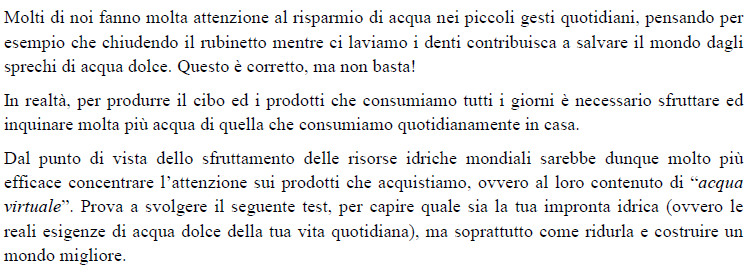 Molti di noi fanno molta attenzione al risparmio di acqua nei piccoli gesti quotidiani, pensando per
esempio che chiudendo il rubinetto mentre ci laviamo i denti contribuisca a salvare il mondo dagli
sprechi di acqua dolce. Questo è corretto, ma non basta!
In realtà, per produrre il cibo ed i prodotti che consumiamo tutti i giorni è necessario sfruttare ed
inquinare molta più acqua di quella che consumiamo quotidianamente in casa.
Dal punto di vista dello sfruttamento delle risorse idriche mondiali sarebbe dunque molto più
efficace concentrare l’attenzione sui prodotti che acquistiamo, ovvero al loro contenuto di “acqua
virtuale”. Prova a svolgere il seguente test, per capire quale sia la tua impronta idrica (ovvero le
reali esigenze di acqua dolce della tua vita quotidiana), ma soprattutto come ridurla e costruire un
mondo migliore.